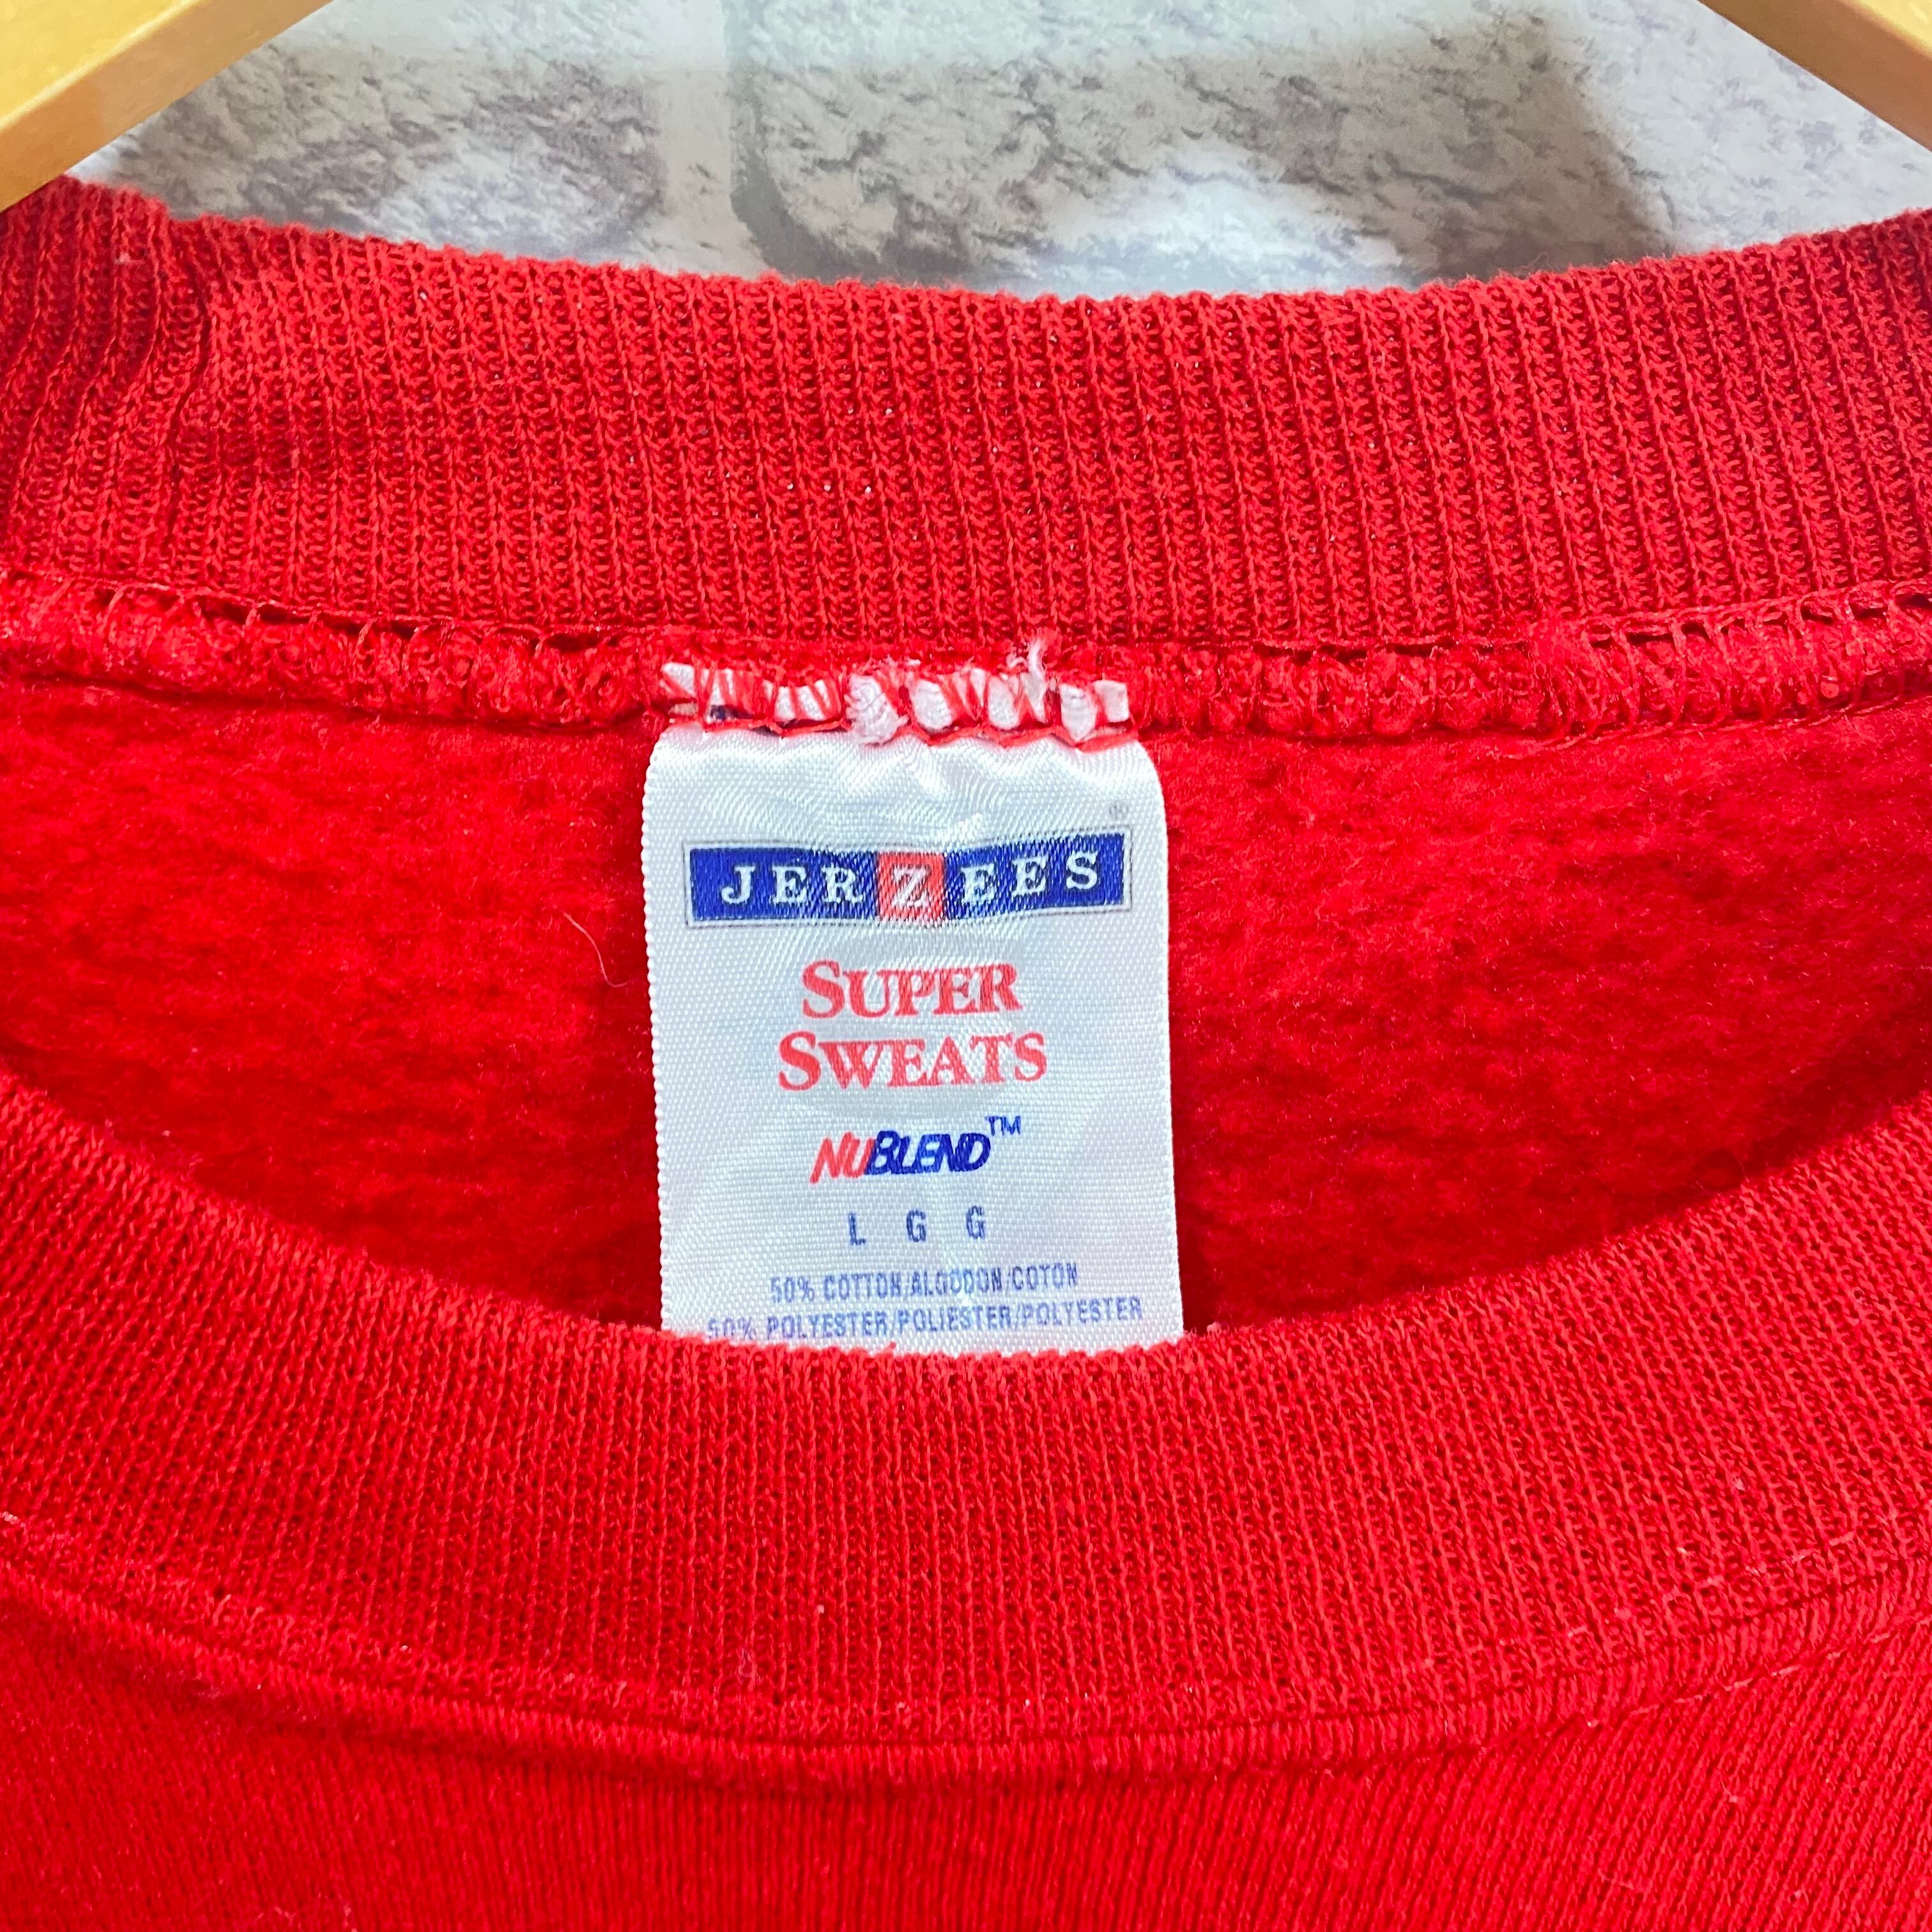 ®
JERZEES
SUPER
SWEATS
NUBLEND™
L G G
50% COTTON/ALGODON/COTON
50% POLYESTER/POLIESTER/POLYESTER